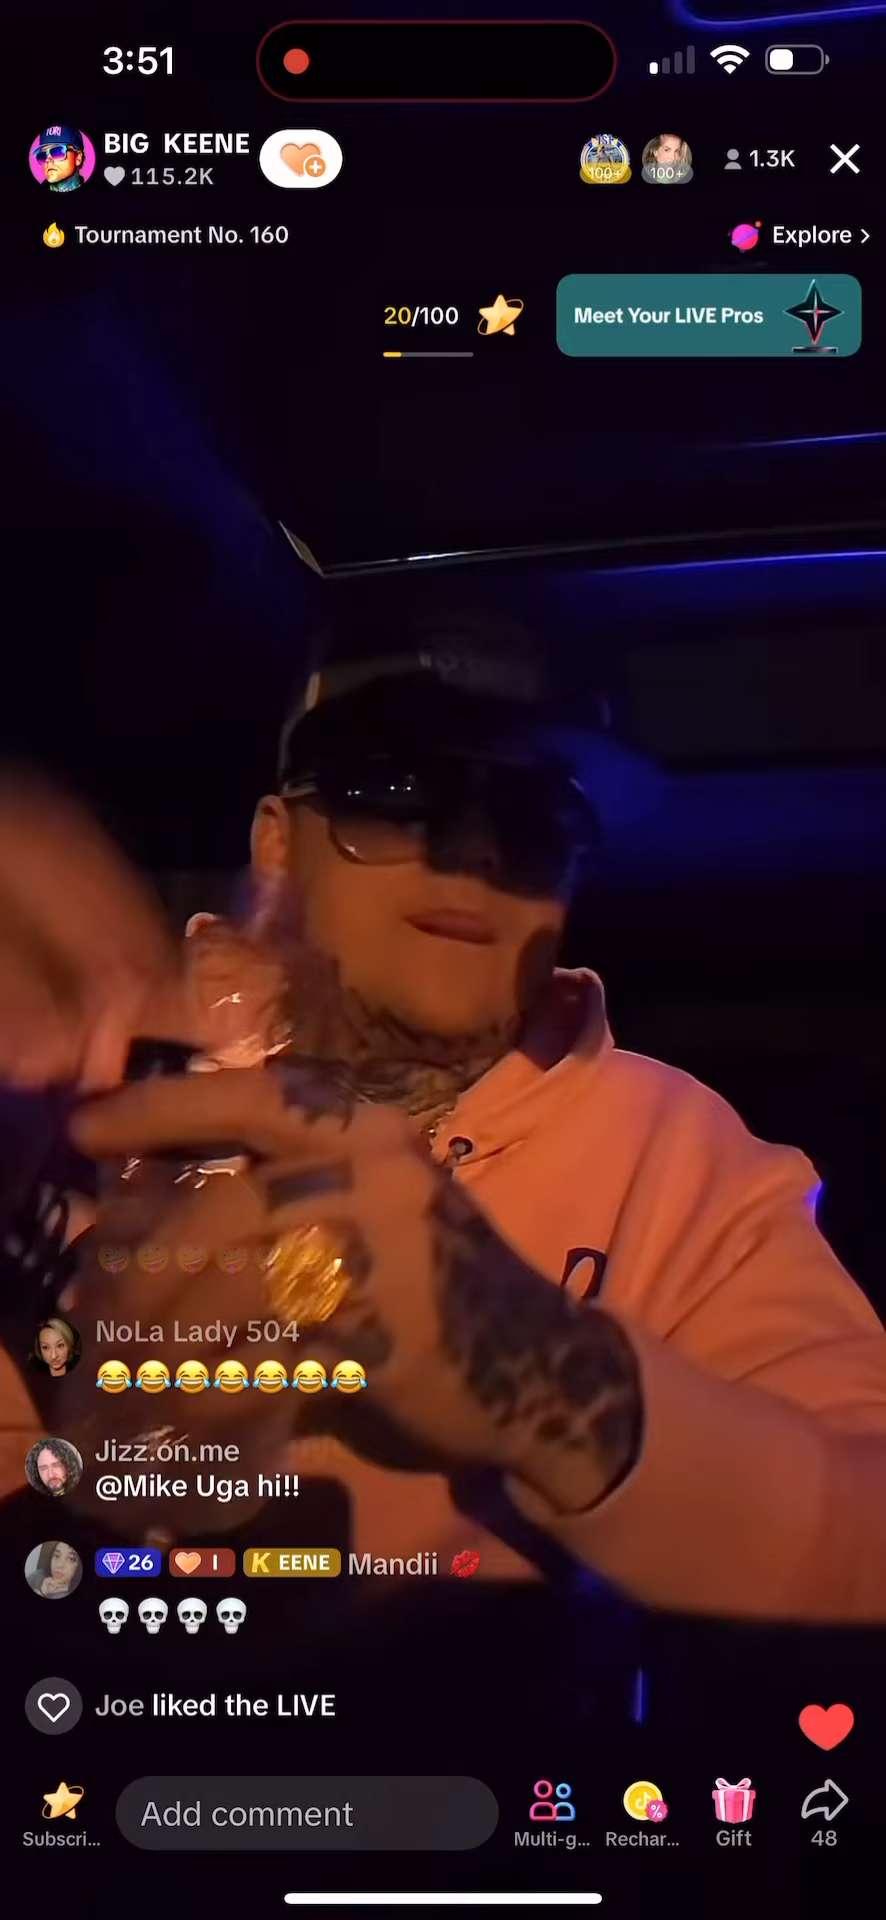 3:51
BIG KEENE
115.2K
100+
100+
1.3K
Tournament No. 160
Explore >
20/100
Meet Your LIVE Pros
NoLa Lady 504
😂😂😂😂😂😂😂
Jizz.on.me
@Mike Uga hi!!
26 I K EENE Mandii 💋
💀💀💀💀
Joe liked the LIVE
Subscri...
Add comment
Multi-g...
Rechar...
Gift
48